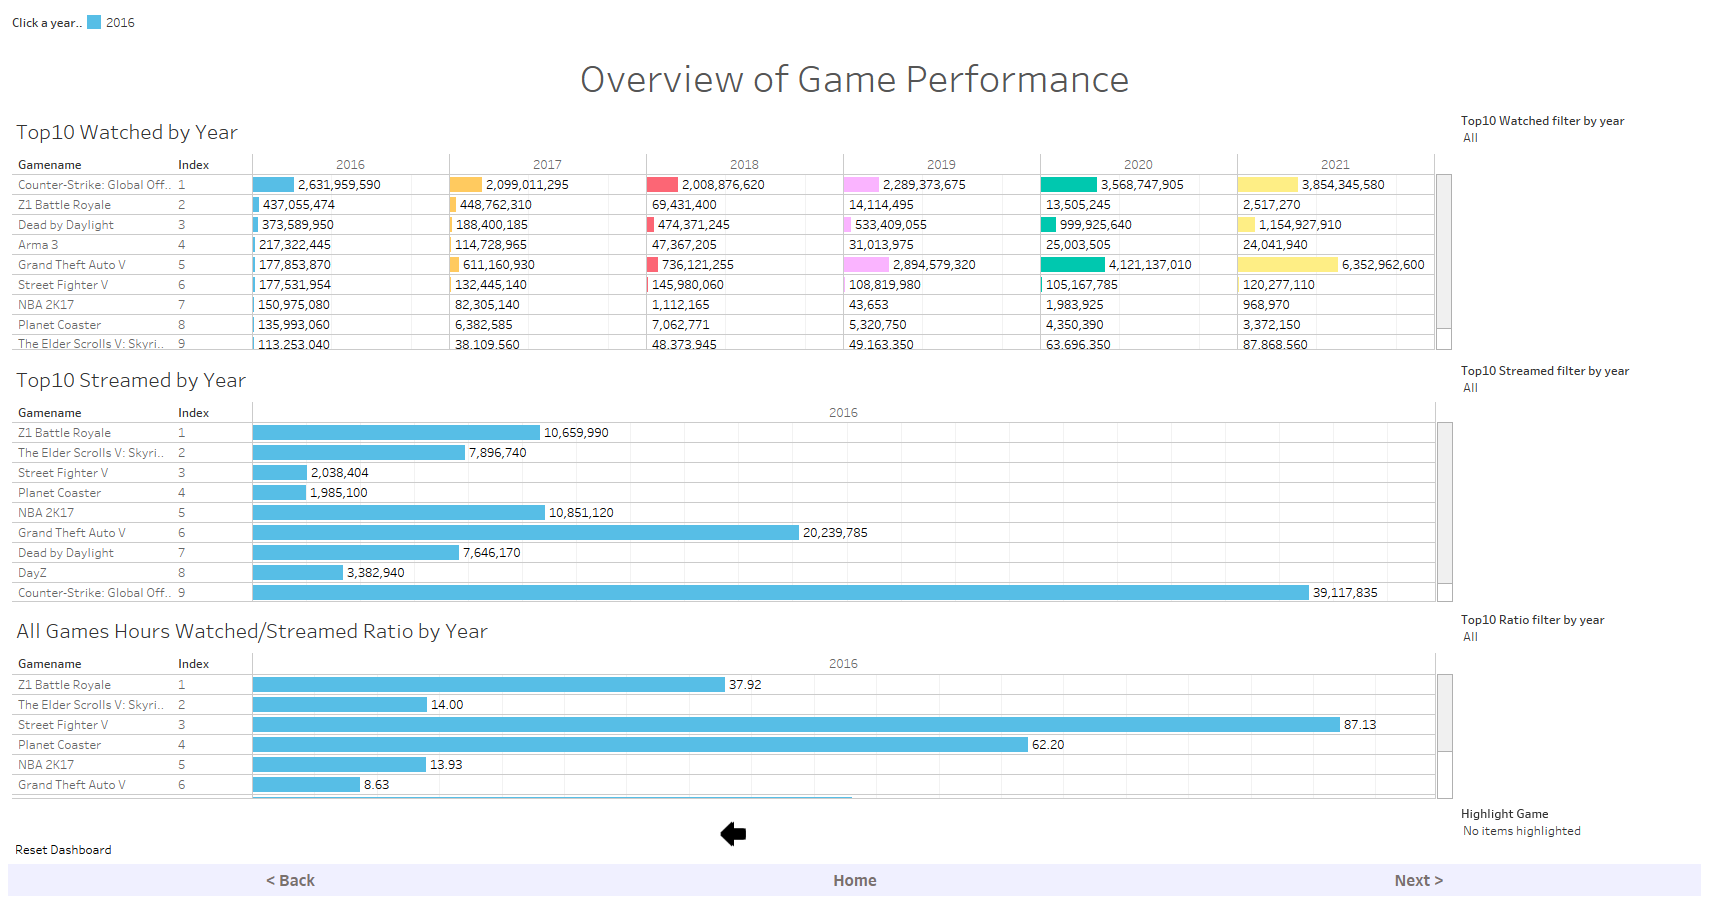 Click a year.. 2016
Overview of Game Performance
Top10 Watched by Year
Top10 Watched filter by year
All
Gamename Index 2016 2017 2018 2019 2020 2021
Counter-Strike: Global Off.. 1 2,631,959,590 2,099,011,295 2,008,876,620 2,289,373,675 3,568,747,905 3,854,345,580
Z1 Battle Royale 2 437,055,474 448,762,310 69,431,400 14,114,495 13,505,245 2,517,270
Dead by Daylight 3 373,589,950 188,400,185 474,371,245 533,409,055 999,925,640 1,154,927,910
Arma 3 4 217,322,445 114,728,965 47,367,205 31,013,975 25,003,505 24,041,940
Grand Theft Auto V 5 177,853,870 611,160,930 736,121,255 2,894,579,320 4,121,137,010 6,352,962,600
Street Fighter V 6 177,531,954 132,445,140 145,980,060 108,819,980 105,167,785 120,277,110
NBA 2K17 7 150,975,080 82,305,140 1,112,165 43,653 1,983,925 968,970
Planet Coaster 8 135,993,060 6,382,585 7,062,771 5,320,750 4,350,390 3,372,150
The Elder Scrolls V: Skyri.. 9 113,253,040 38,109,560 48,373,945 49,163,350 63,696,350 87,868,560
Top10 Streamed by Year
Top10 Streamed filter by year
All
Gamename Index 2016
Z1 Battle Royale 1 10,659,990
The Elder Scrolls V: Skyri.. 2 7,896,740
Street Fighter V 3 2,038,404
Planet Coaster 4 1,985,100
NBA 2K17 5 10,851,120
Grand Theft Auto V 6 20,239,785
Dead by Daylight 7 7,646,170
DayZ 8 3,382,940
Counter-Strike: Global Off.. 9 39,117,835
All Games Hours Watched/Streamed Ratio by Year
Top10 Ratio filter by year
All
Gamename Index 2016
Z1 Battle Royale 1 37.92
The Elder Scrolls V: Skyri.. 2 14.00
Street Fighter V 3 87.13
Planet Coaster 4 62.20
NBA 2K17 5 13.93
Grand Theft Auto V 6 8.63
Highlight Game
No items highlighted
Reset Dashboard
< Back Home Next >